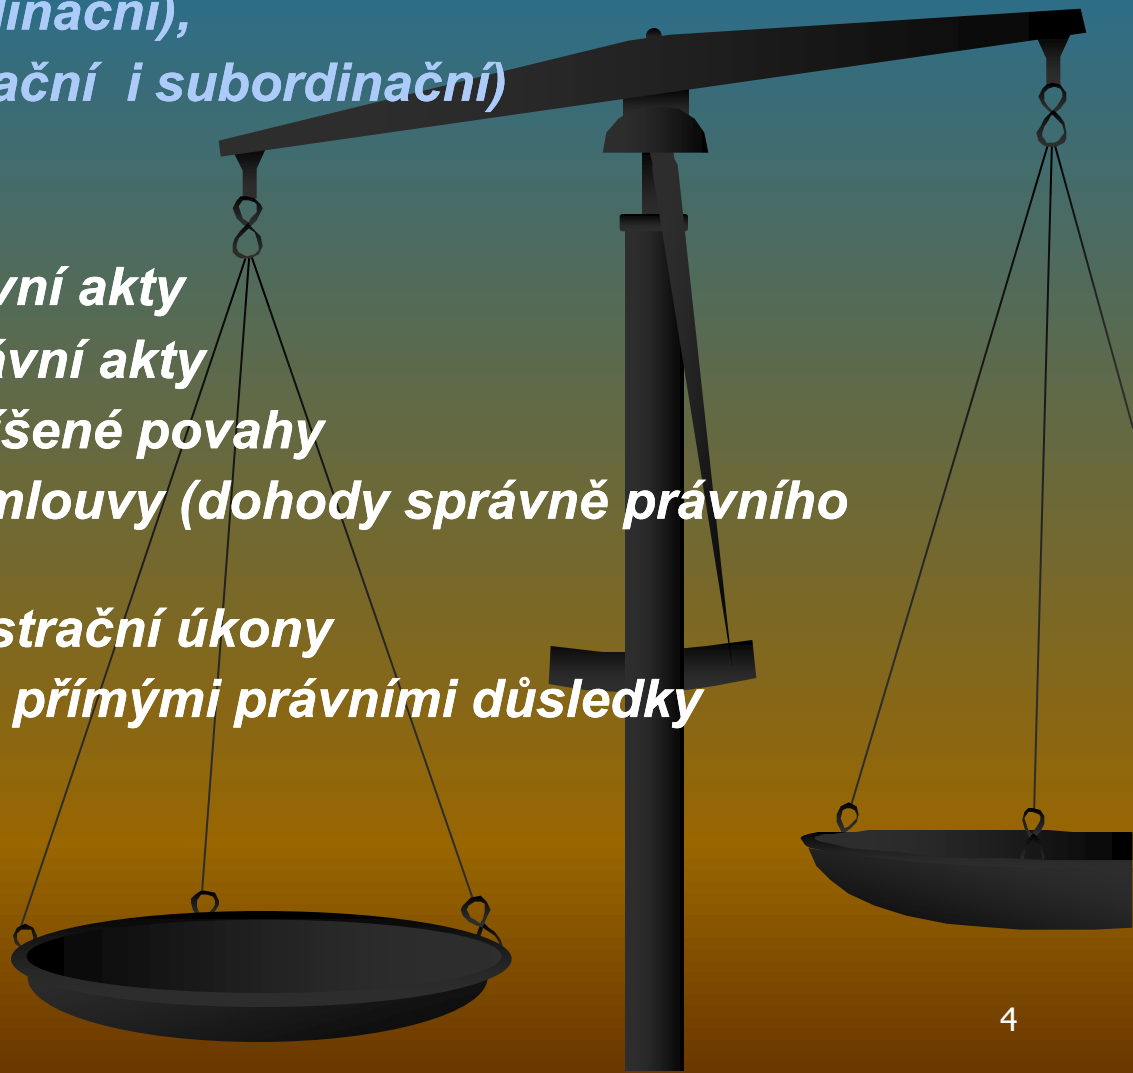 dinační),
ační i subordinační)
vní akty
ávní akty
íšené povahy
mlouvy (dohody správně právního
strační úkony
přímými právními důsledky
4